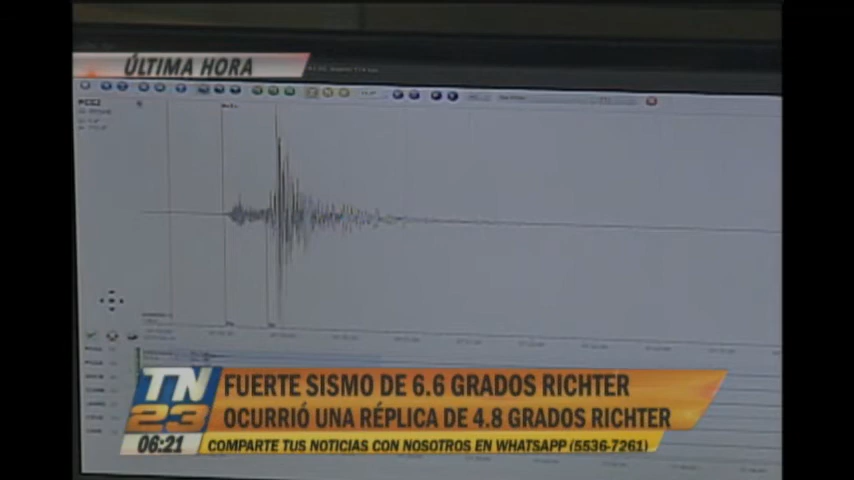 ÚLTIMA HORA
TN
23
FUERTE SISMO DE 6.6 GRADOS RICHTER
OCURRIÓ UNA RÉPLICA DE 4.8 GRADOS RICHTER
06:21
COMPARTE TUS NOTICIAS CON NOSOTROS EN WHATSAPP (5536-7261)